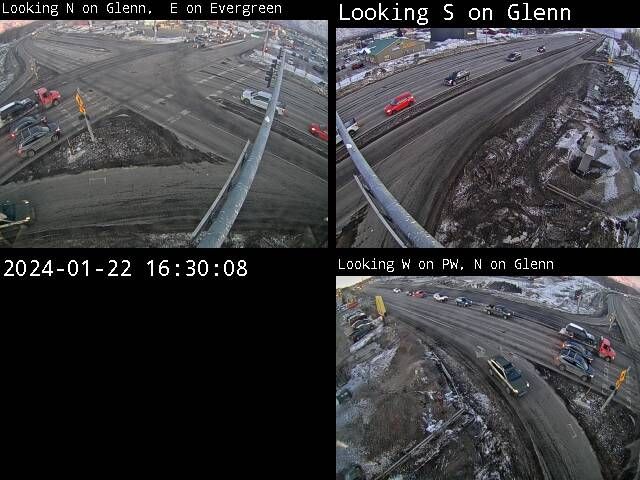 Looking N on Glenn,  E on Evergreen
Looking S on Glenn
2024-01-22 16:30:08
Looking W on PW, N on Glenn